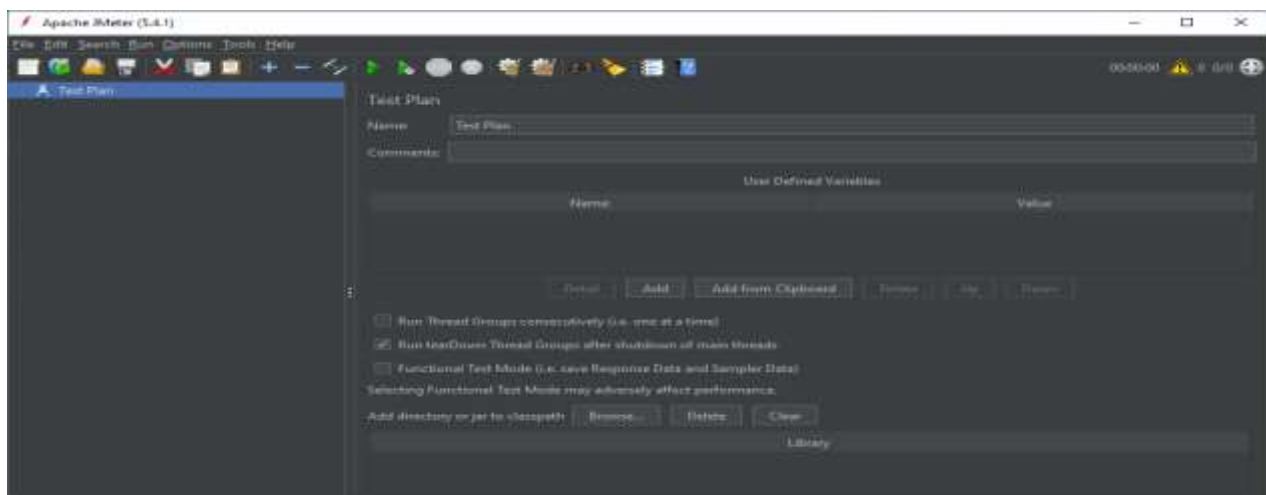 Apache JMeter (5.4.1)
File Edit Search Run Options Tools Help
00:00:00 0 0/0
Test Plan
Test Plan
Name: Test Plan
Comments:
User Defined Variables
Name: Value
Detail Add Add from Clipboard Delete Up Down
Run Thread Groups consecutively (i.e. one at a time)
Run tearDown Thread Groups after shutdown of main threads
Functional Test Mode (i.e. save Response Data and Sampler Data)
Selecting Functional Test Mode may adversely affect performance.
Add directory or jar to classpath Browse... Delete Clear
Library